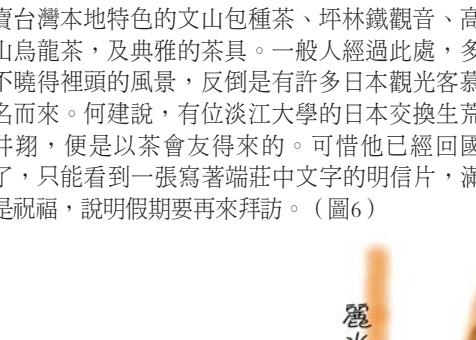 賣台灣本地特色的文山包種茶、坪林鐵觀音、高
山烏龍茶，及典雅的茶具。一般人經過此處，多
不曉得裡頭的風景，反倒是有許多日本觀光客慕
名而來。何建說，有位淡江大學的日本交換生荒
井翔，便是以茶會友得來的。可惜他已經回國
了，只能看到一張寫著端莊中文字的明信片，滿
是祝福，說明假期要再來拜訪。（圖6）
麗水